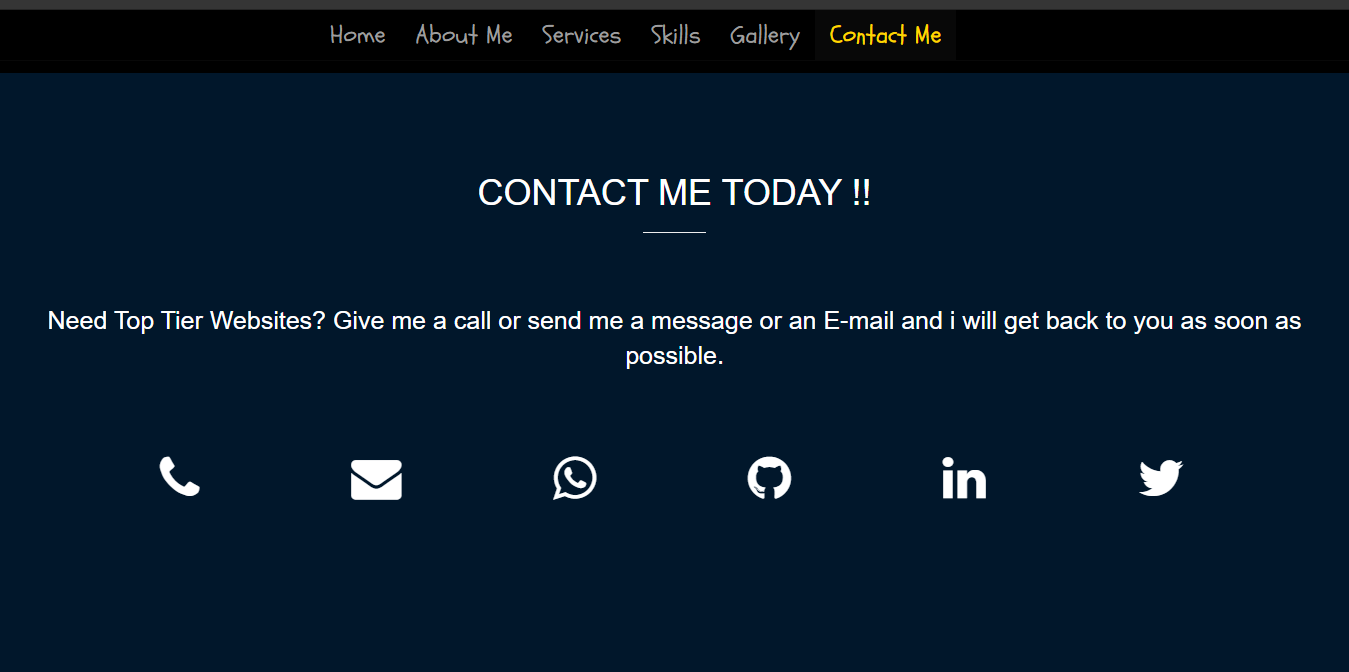 Home About Me Services Skills Gallery Contact Me
CONTACT ME TODAY !!
Need Top Tier Websites? Give me a call or send me a message or an E-mail and i will get back to you as soon as
possible.